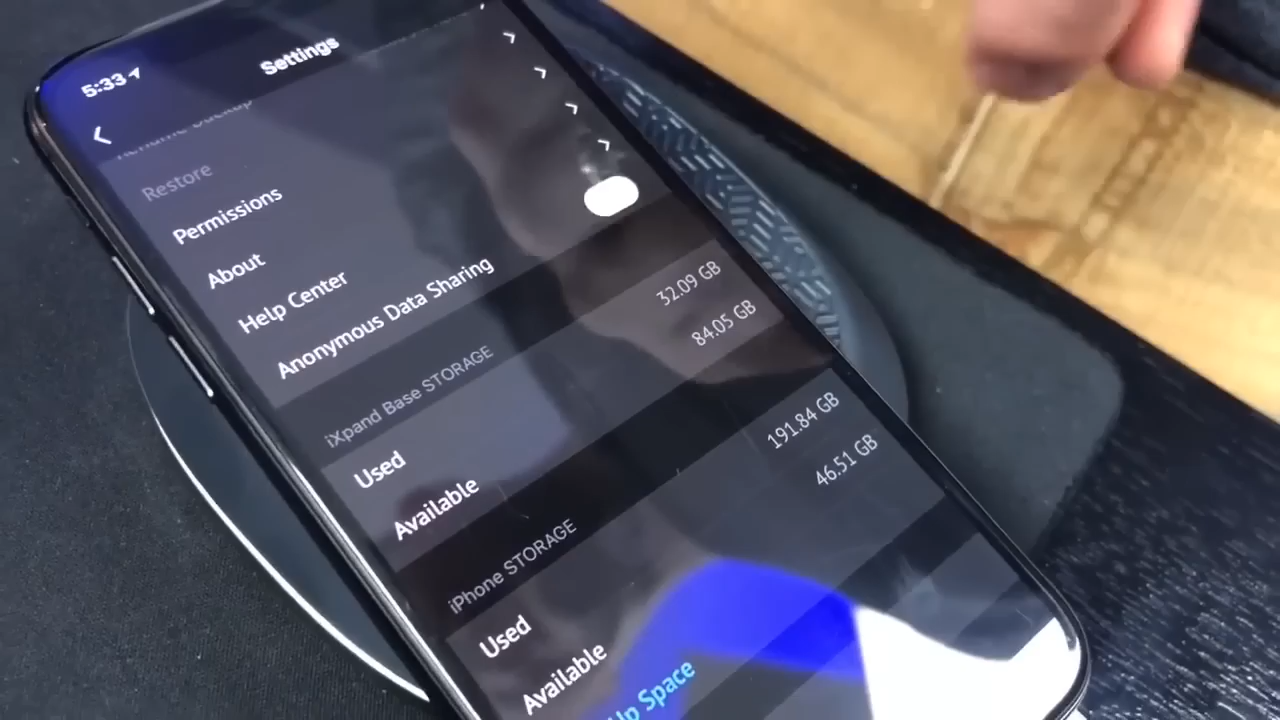 5:33
Settings
Restore
Permissions
About
Help Center
Anonymous Data Sharing
iXpand Base STORAGE
Used 32.09 GB
Available 84.05 GB
iPhone STORAGE
Used 191.84 GB
Available 46.51 GB
Up Space